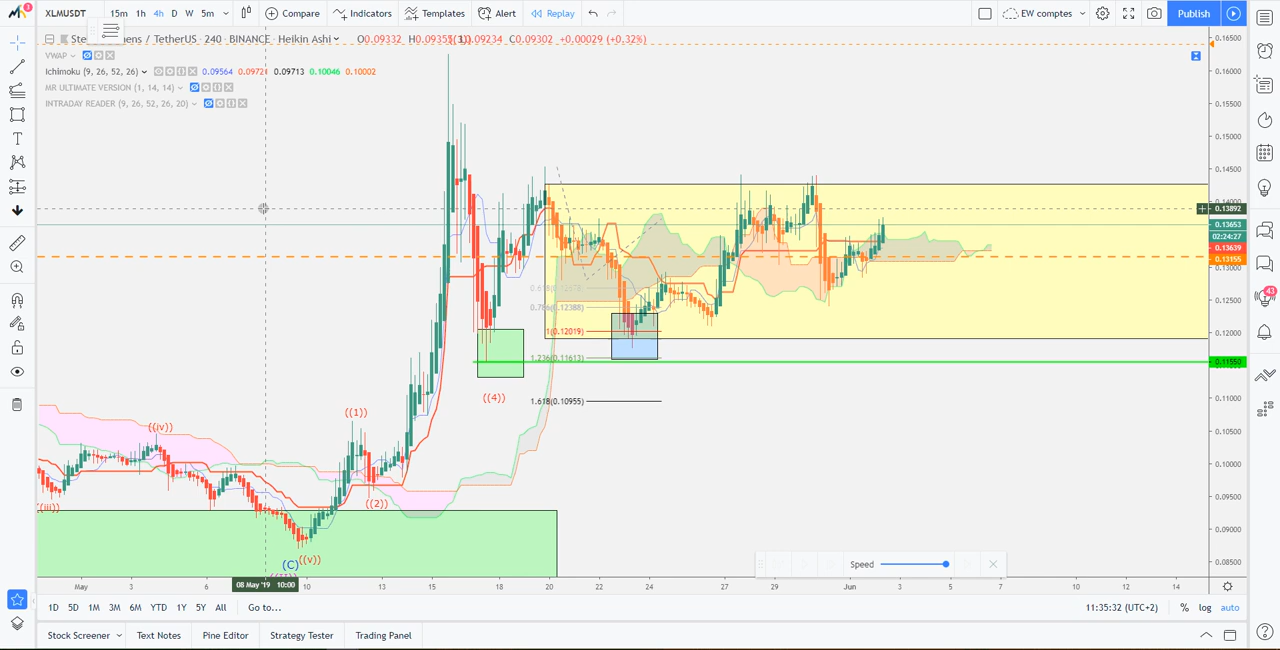 1 XLMUSDT 15m 1h 4h D W 5m Compare Indicators Templates Alert Replay EW comptes Publish
/ TetherUS · 240 · BINANCE · Heikin Ashi O0.09332 0.09234 C0.09302 +0.00029 (+0.32%)
VWAP
Ichimoku (9, 26, 52, 26) 0.09564 0.09713 0.10046 0.10002
MR ULTIMATE VERSION (1, 14, 14)
INTRADAY READER (9, 26, 52, 26, 20)
0.16500
0.16000
0.15500
0.15000
0.14500
0.14000
0.13892
0.13653
02:24:27
0.13639
0.13155
0.13000
0.12500
0.12000
0.11550
0.10500
0.10000
0.09500
0.09000
0.08500
43
0.618(0.12678)
0.786(0.12388)
1(0.12019)
1.236(0.11613)
1.618(0.10955)
((4))
((1))
((iv))
((2))
((iii))
(C) ((v))
Speed
May 3 6 08 May '19 10:00 10 13 15 17 20 22 24 27 29 Jun 3 5 7 10 12 14
1D 5D 1M 3M 6M YTD 1Y 5Y All Go to... 11:35:32 (UTC+2) % log auto
Stock Screener Text Notes Pine Editor Strategy Tester Trading Panel